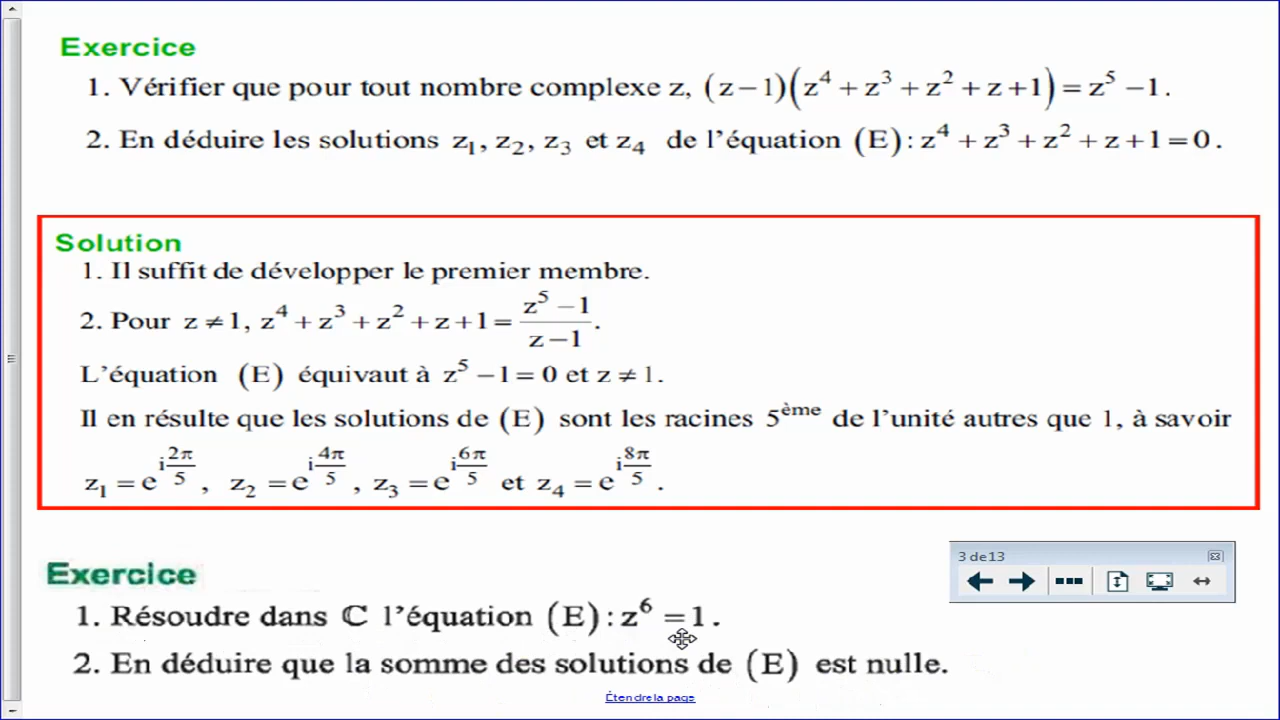 Exercice
1. Vérifier que pour tout nombre complexe z, (z−1)(z⁴+z³+z²+z+1)=z⁵−1.
2. En déduire les solutions z₁, z₂, z₃ et z₄ de l'équation (E): z⁴+z³+z²+z+1=0.
Solution
1. Il suffit de développer le premier membre.
2. Pour z ≠ 1, z⁴+z³+z²+z+1 = (z⁵−1)/(z−1).
L'équation (E) équivaut à z⁵−1=0 et z ≠ 1.
Il en résulte que les solutions de (E) sont les racines 5ème de l'unité autres que 1, à savoir
z₁ = e^(i2π/5), z₂ = e^(i4π/5), z₃ = e^(i6π/5) et z₄ = e^(i8π/5).
Exercice
3 de13
1. Résoudre dans ℂ l'équation (E): z⁶ =1.
2. En déduire que la somme des solutions de (E) est nulle.
Étendre la page